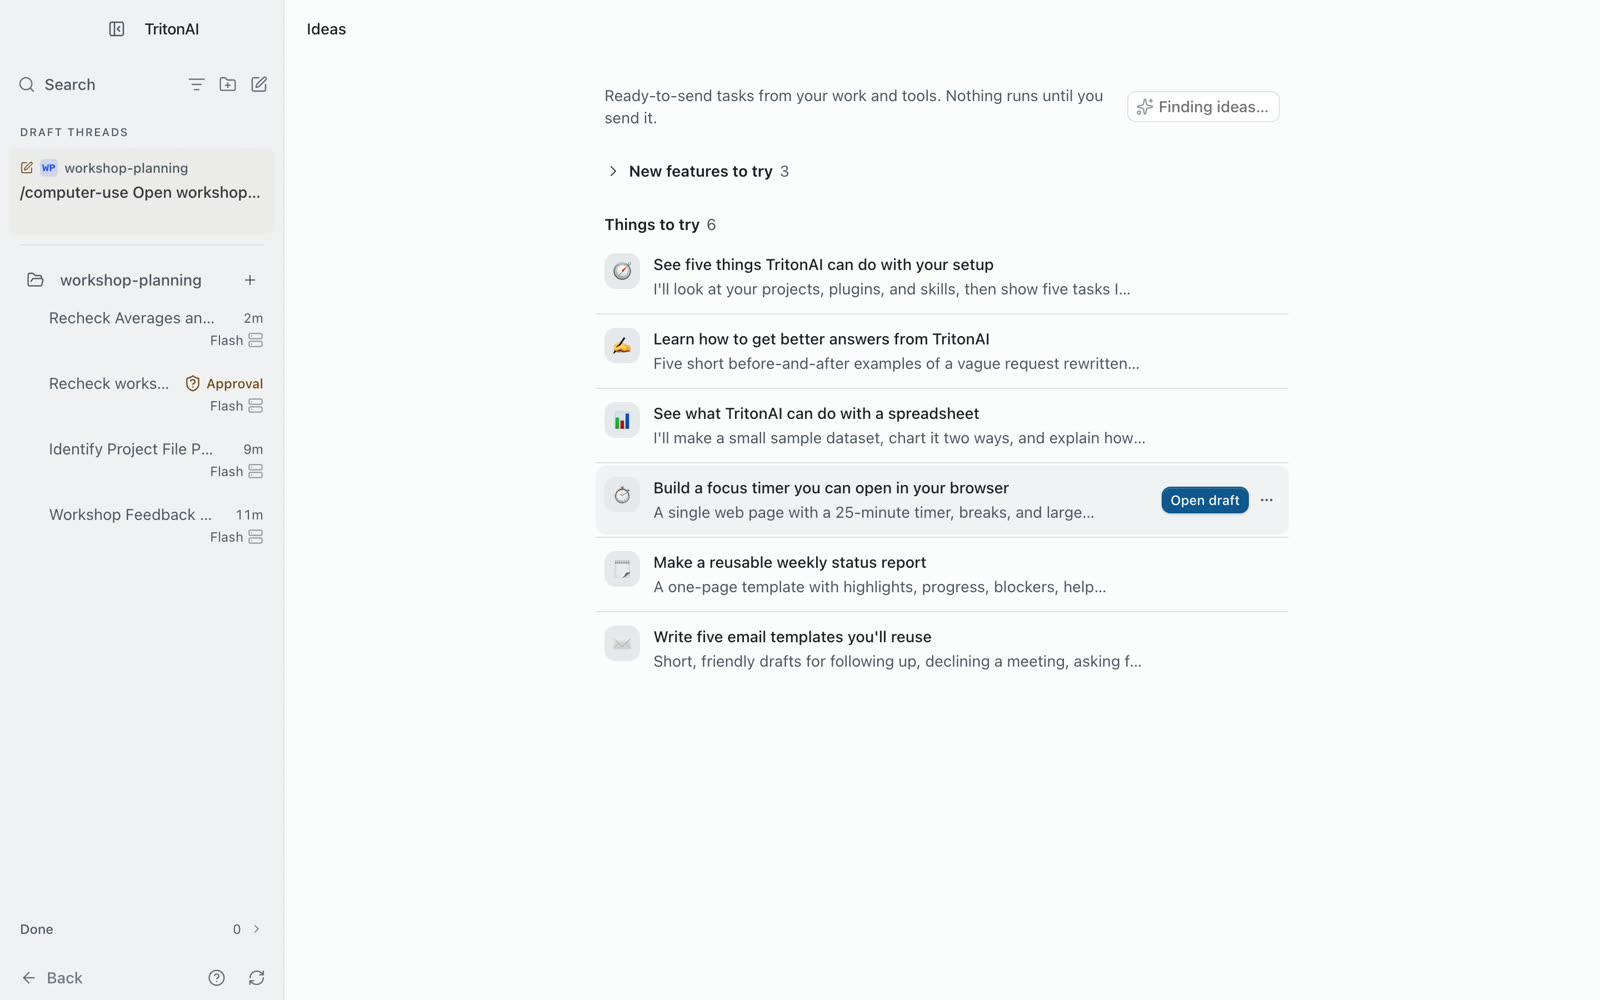 TritonAI
Search
DRAFT THREADS
WP workshop-planning
/computer-use Open workshop...
workshop-planning
Recheck Averages an... 2m
Flash
Recheck works... Approval
Flash
Identify Project File P... 9m
Flash
Workshop Feedback ... 11m
Flash
Done 0
Back
Ideas
Ready-to-send tasks from your work and tools. Nothing runs until you
send it.
Finding ideas...
New features to try 3
Things to try 6
See five things TritonAI can do with your setup
I'll look at your projects, plugins, and skills, then show five tasks I...
Learn how to get better answers from TritonAI
Five short before-and-after examples of a vague request rewritten...
See what TritonAI can do with a spreadsheet
I'll make a small sample dataset, chart it two ways, and explain how...
Build a focus timer you can open in your browser
A single web page with a 25-minute timer, breaks, and large...
Open draft
Make a reusable weekly status report
A one-page template with highlights, progress, blockers, help...
Write five email templates you'll reuse
Short, friendly drafts for following up, declining a meeting, asking f...